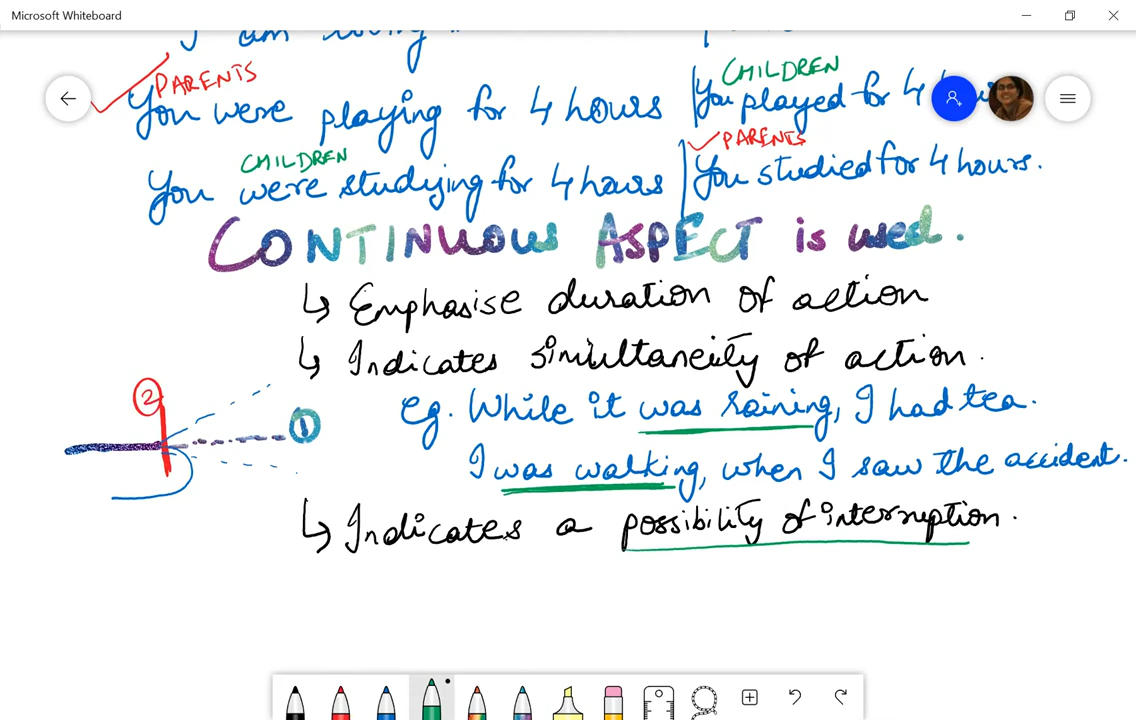 Microsoft Whiteboard
I am
PARENTS
CHILDREN
You were playing for 4 hours
You played for 4
CHILDREN
PARENTS
You were studying for 4 hours
You studied for 4 hours.
CONTINUOUS ASPECT is used.
↳ Emphasise duration of action
↳ Indicates simultaneity of action.
2
1
eg. While it was raining, I had tea.
I was walking, when I saw the accident.
↳ Indicates a possibility of interruption.